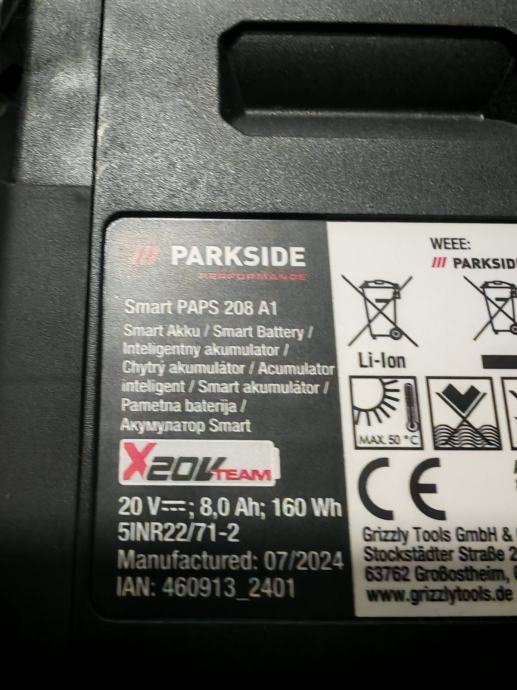 /// PARKSIDE
PERFORMANCE
Smart PAPS 208 A1
Smart Akku / Smart Battery /
Inteligentny akumulator /
Chytrý akumulátor / Acumulator
inteligent / Smart akumulátor /
Pametna baterija /
Акумулатор Smart
X20V TEAM
20 V⎓; 8,0 Ah; 160 Wh
5INR22/71-2
Manufactured: 07/2024
IAN: 460913_2401
WEEE:
/// PARKSIDE
Li-Ion
MAX. 50 °C
CE
Grizzly Tools GmbH &
Stockstädter Straße 2
63762 Großostheim,
www.grizzlytools.de